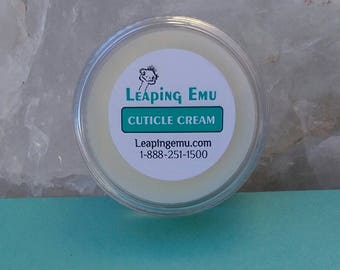 Leaping Emu
CUTICLE CREAM
Leapingemu.com
1-888-251-1500